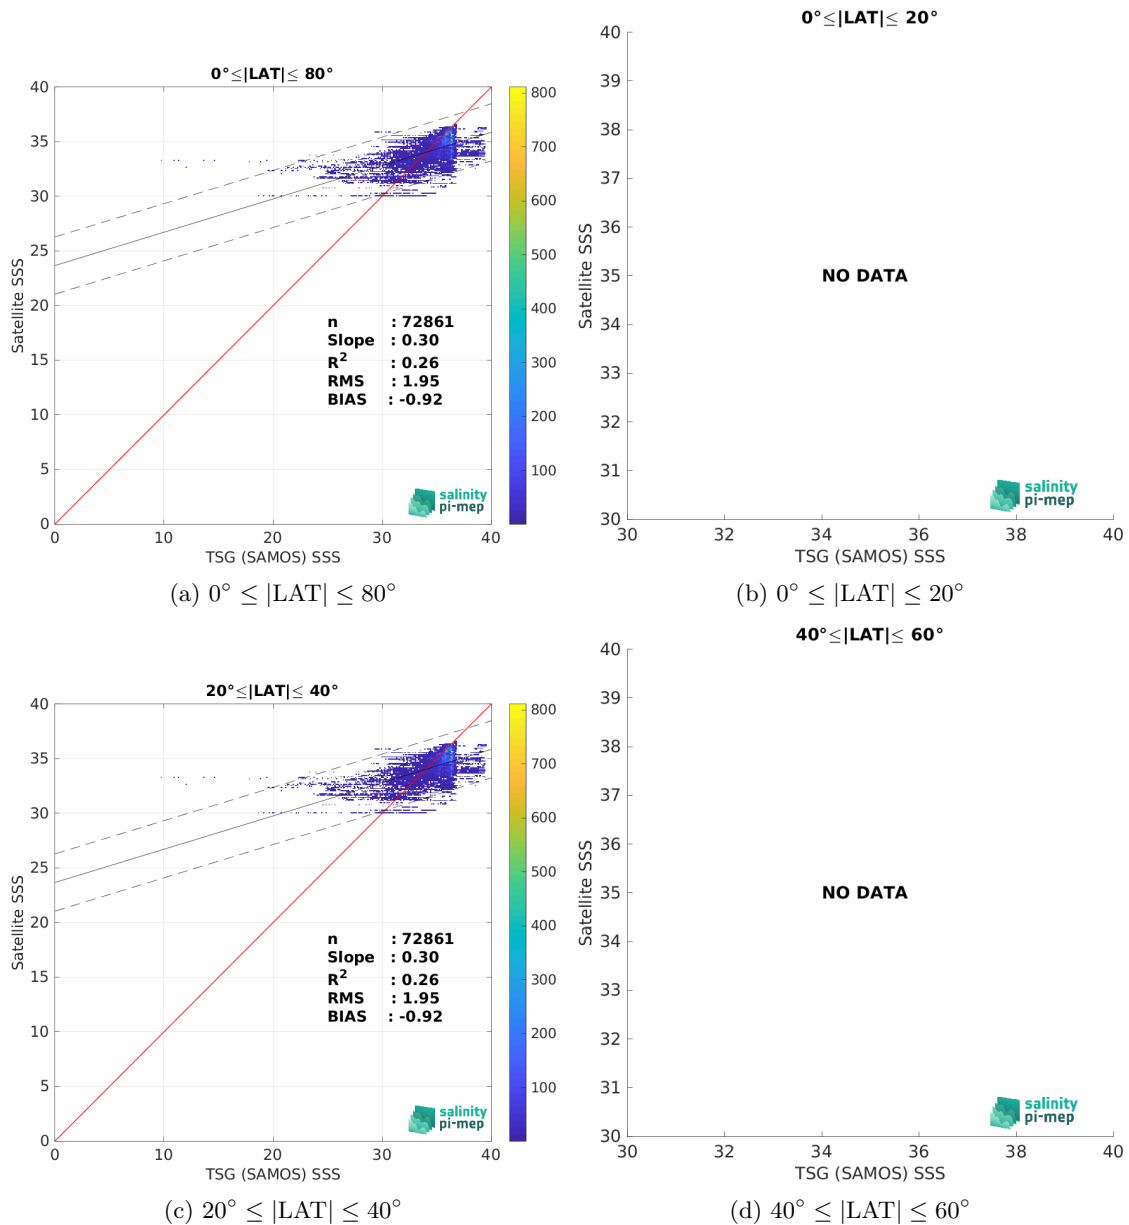 0°≤|LAT|≤ 80°
40
35
30
25
20
15
10
5
0
Satellite SSS
n : 72861
Slope : 0.30
R2 : 0.26
RMS : 1.95
BIAS : -0.92
salinity
pi-mep
0 10 20 30 40
TSG (SAMOS) SSS
800
700
600
500
400
300
200
100
(a) 0° ≤ |LAT| ≤ 80°
0°≤|LAT|≤ 20°
40
39
38
37
36
35
34
33
32
31
30
Satellite SSS
NO DATA
salinity
pi-mep
30 32 34 36 38 40
TSG (SAMOS) SSS
(b) 0° ≤ |LAT| ≤ 20°
20°≤|LAT|≤ 40°
40
35
30
25
20
15
10
5
0
Satellite SSS
n : 72861
Slope : 0.30
R2 : 0.26
RMS : 1.95
BIAS : -0.92
salinity
pi-mep
0 10 20 30 40
TSG (SAMOS) SSS
800
700
600
500
400
300
200
100
(c) 20° ≤ |LAT| ≤ 40°
40°≤|LAT|≤ 60°
40
39
38
37
36
35
34
33
32
31
30
Satellite SSS
NO DATA
salinity
pi-mep
30 32 34 36 38 40
TSG (SAMOS) SSS
(d) 40° ≤ |LAT| ≤ 60°